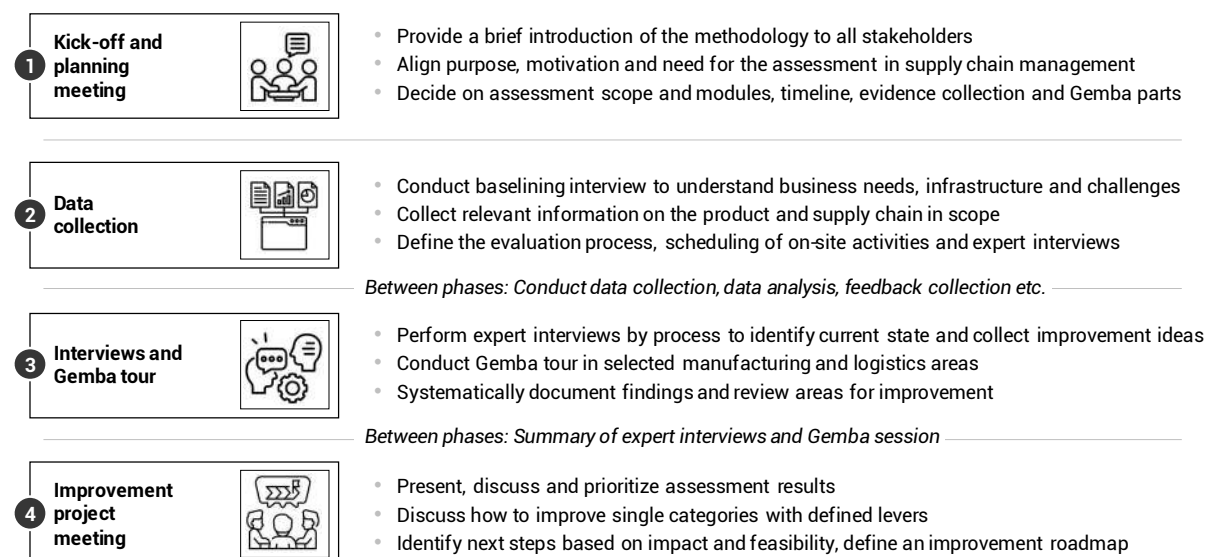 1
Kick-off and
planning
meeting
• Provide a brief introduction of the methodology to all stakeholders
• Align purpose, motivation and need for the assessment in supply chain management
• Decide on assessment scope and modules, timeline, evidence collection and Gemba parts
2
Data
collection
• Conduct baselining interview to understand business needs, infrastructure and challenges
• Collect relevant information on the product and supply chain in scope
• Define the evaluation process, scheduling of on-site activities and expert interviews
Between phases: Conduct data collection, data analysis, feedback collection etc.
3
Interviews and
Gemba tour
• Perform expert interviews by process to identify current state and collect improvement ideas
• Conduct Gemba tour in selected manufacturing and logistics areas
• Systematically document findings and review areas for improvement
Between phases: Summary of expert interviews and Gemba session
4
Improvement
project
meeting
• Present, discuss and prioritize assessment results
• Discuss how to improve single categories with defined levers
• Identify next steps based on impact and feasibility, define an improvement roadmap